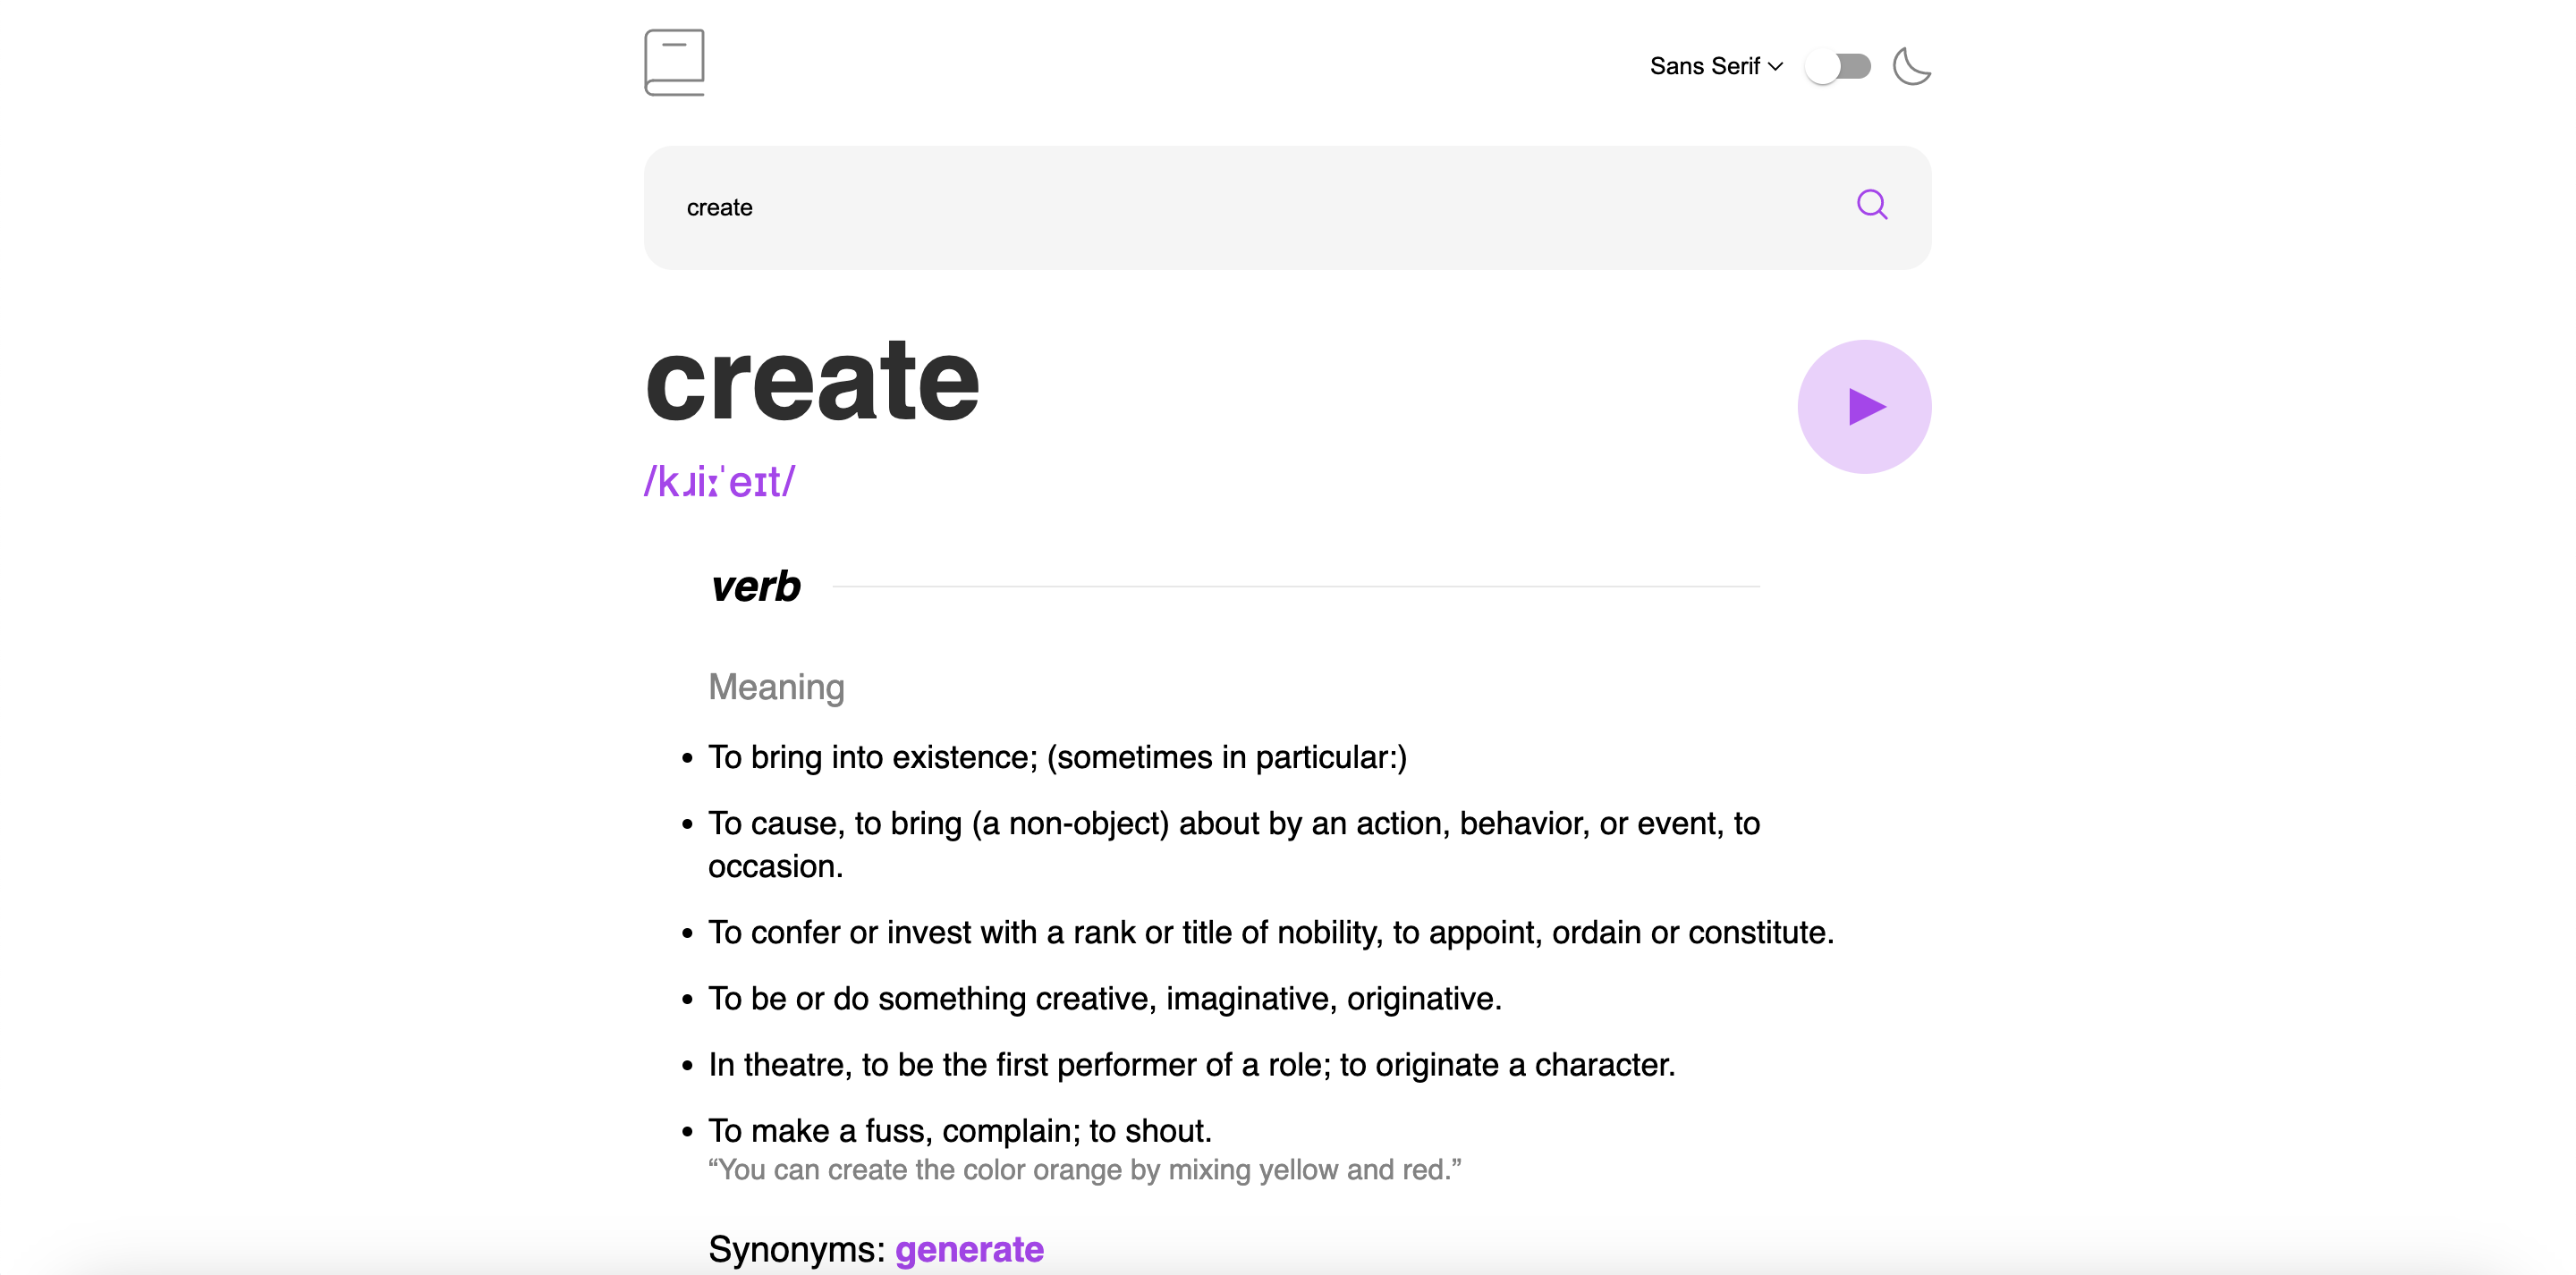 Sans Serif
create
create
/kɹiːˈeɪt/
verb
Meaning
• To bring into existence; (sometimes in particular:)
• To cause, to bring (a non-object) about by an action, behavior, or event, to
occasion.
• To confer or invest with a rank or title of nobility, to appoint, ordain or constitute.
• To be or do something creative, imaginative, originative.
• In theatre, to be the first performer of a role; to originate a character.
• To make a fuss, complain; to shout.
“You can create the color orange by mixing yellow and red.”
Synonyms: generate